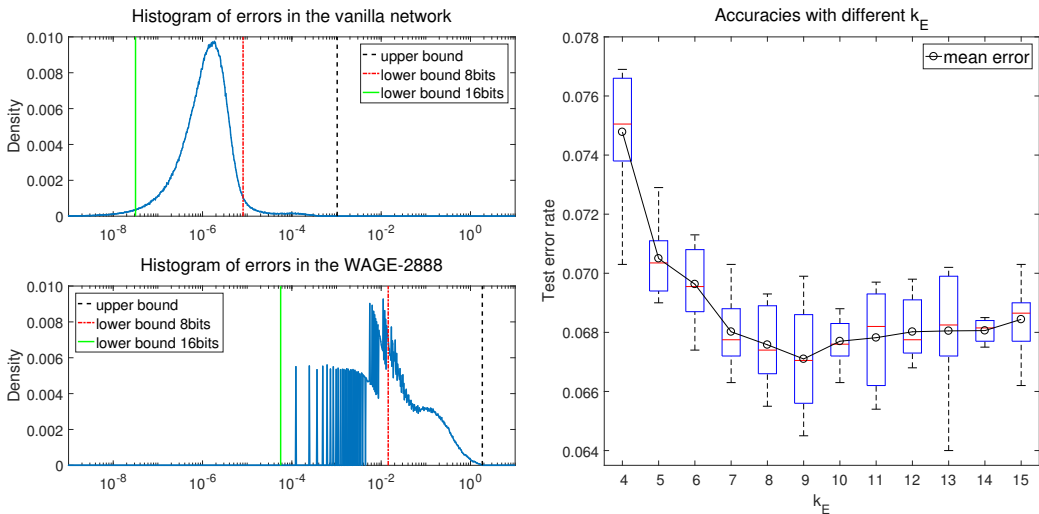 Histogram of errors in the vanilla network
0.010
0.008
0.006
0.004
0.002
0
Density
upper bound
lower bound 8bits
lower bound 16bits
10^-8
10^-6
10^-4
10^-2
10^0
Histogram of errors in the WAGE-2888
0.010
0.008
0.006
0.004
0.002
0
Density
upper bound
lower bound 8bits
lower bound 16bits
10^-8
10^-6
10^-4
10^-2
10^0
Accuracies with different k_E
0.078
0.076
0.074
0.072
0.070
0.068
0.066
0.064
Test error rate
mean error
4 5 6 7 8 9 10 11 12 13 14 15
k_E